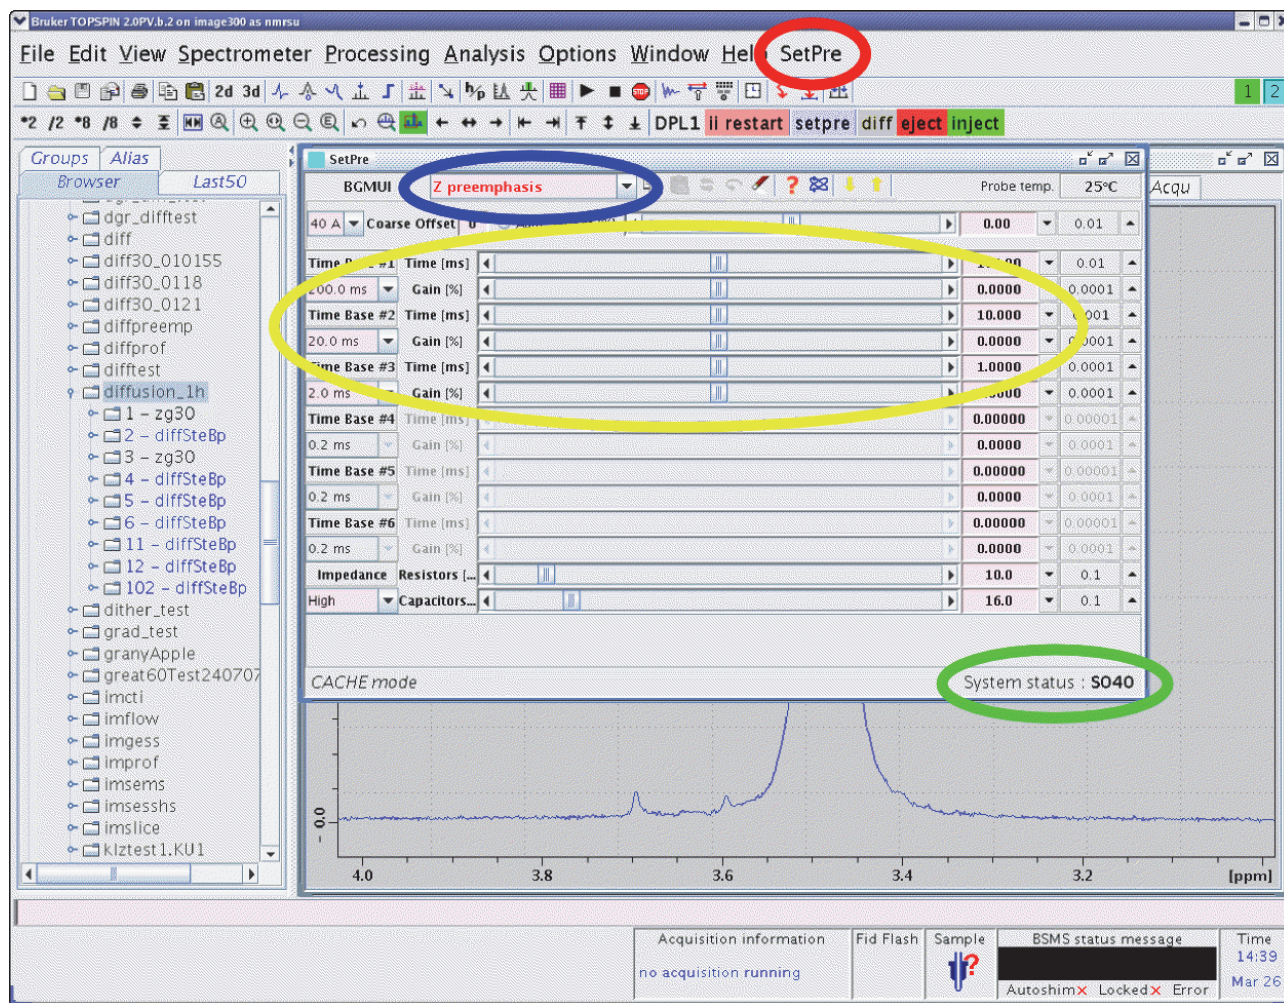 Bruker TOPSPIN 2.0PV.b.2 on image300 as nmrsu
File Edit View Spectrometer Processing Analysis Options Window Help SetPre
2d 3d
1 2
*2 /2 *8 /8 DPL1 ii restart setpre diff eject inject
Groups Alias
Browser Last50
dgr_difftest
diff
diff30_010155
diff30_0118
diff30_0121
diffpreemp
diffprof
difftest
diffusion_1h
1 - zg30
2 - diffSteBp
3 - zg30
4 - diffSteBp
5 - diffSteBp
6 - diffSteBp
11 - diffSteBp
12 - diffSteBp
102 - diffSteBp
dither_test
grad_test
granyApple
great60Test240707
imcti
imflow
imgess
improf
imsems
imsesshs
imslice
klztest1.KU1
SetPre
Acqu
BGMUI Z preemphasis Probe temp. 25°C
40 A Coarse Offset 0 0.00 0.01
Time Base #1 Time [ms] 0.01
200.0 ms Gain [%] 0.0000 0.0001
Time Base #2 Time [ms] 10.000 0.001
20.0 ms Gain [%] 0.0000 0.0001
Time Base #3 Time [ms] 1.0000 0.0001
2.0 ms Gain [%] 0.0001
Time Base #4 Time [ms] 0.00000 0.00001
0.2 ms Gain [%] 0.0000 0.0001
Time Base #5 Time [ms] 0.00000 0.00001
0.2 ms Gain [%] 0.0000 0.0001
Time Base #6 Time [ms] 0.00000 0.00001
0.2 ms Gain [%] 0.0000 0.0001
Impedance Resistors [... 10.0 0.1
High Capacitors... 16.0 0.1
CACHE mode System status : SO40
- 0.0
4.0 3.8 3.6 3.4 3.2 [ppm]
Acquisition information Fid Flash Sample BSMS status message Time
no acquisition running
14:39
Mar 26
Autoshim Locked Error